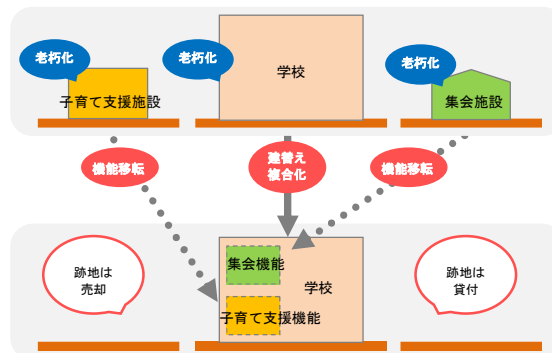 老朽化
子育て支援施設
老朽化
学校
老朽化
集会施設
機能移転
建替え
複合化
機能移転
跡地は
売却
集会機能
学校
子育て支援機能
跡地は
貸付